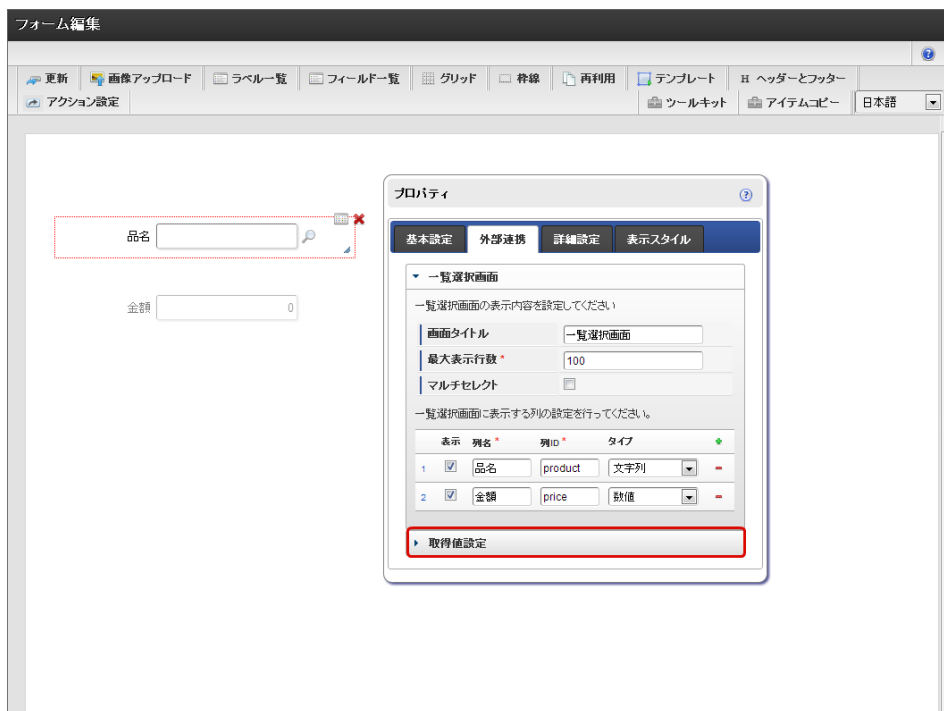 フォーム編集
更新 画像アップロード ラベル一覧 フィールド一覧 グリッド 枠線 再利用 テンプレート H ヘッダーとフッター
アクション設定 ツールキット アイテムコピー 日本語
プロパティ
品名
金額 0
基本設定 外部連携 詳細設定 表示スタイル
一覧選択画面
一覧選択画面の表示内容を設定してください
画面タイトル 一覧選択画面
最大表示行数* 100
マルチセレクト
一覧選択画面に表示する列の設定を行ってください。
表示 列名* 列ID* タイプ
1 品名 product 文字列
2 金額 price 数値
取得値設定